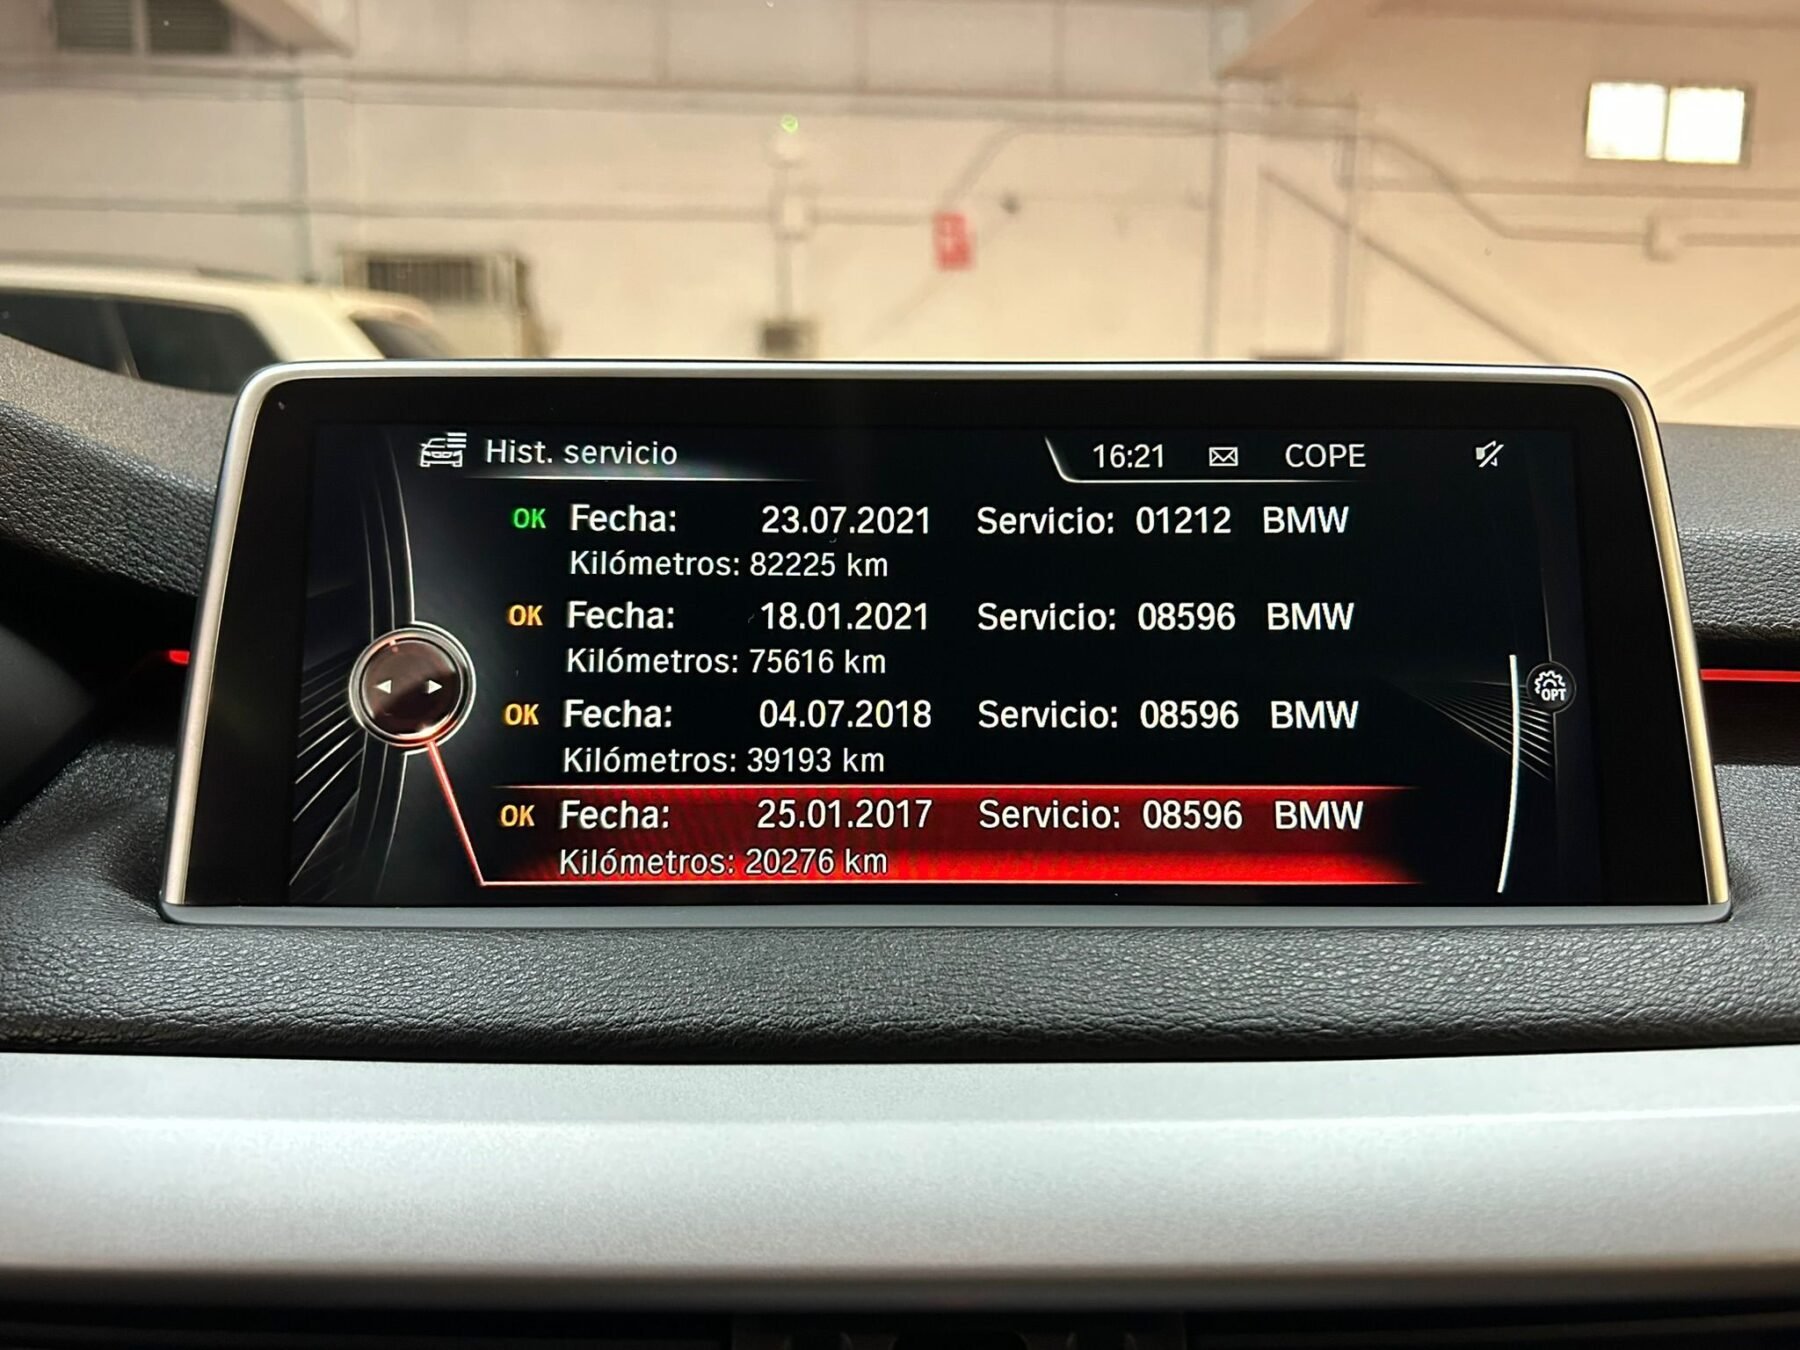 Hist. servicio 16:21 COPE
OK Fecha: 23.07.2021 Servicio: 01212 BMW
Kilómetros: 82225 km
OK Fecha: 18.01.2021 Servicio: 08596 BMW
Kilómetros: 75616 km
OK Fecha: 04.07.2018 Servicio: 08596 BMW
OPT
Kilómetros: 39193 km
OK Fecha: 25.01.2017 Servicio: 08596 BMW
Kilómetros: 20276 km